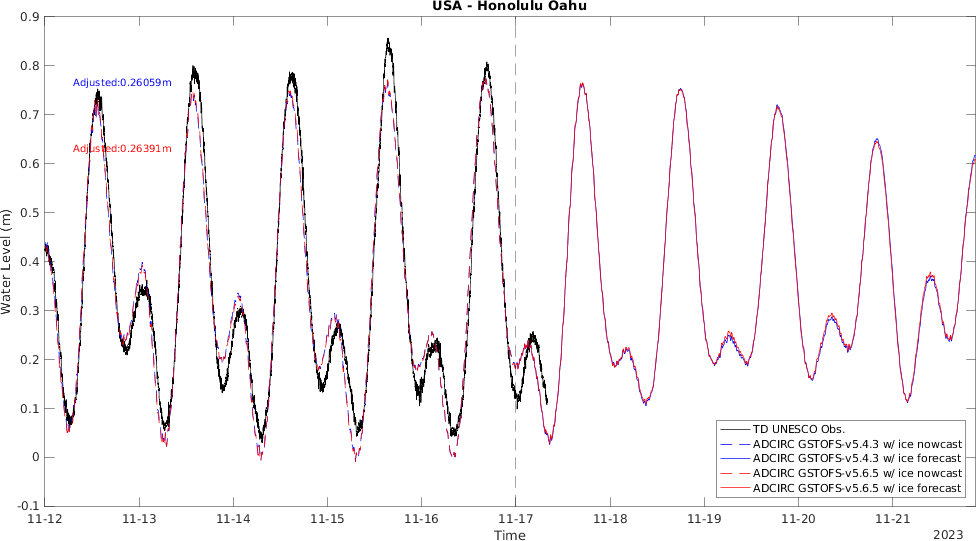 USA - Honolulu Oahu
0.9
0.8
0.7
0.6
0.5
0.4
0.3
0.2
0.1
0
-0.1
Water Level (m)
Adjusted:0.26059m
Adjusted:0.26391m
TD UNESCO Obs.
ADCIRC GSTOFS-v5.4.3 w/ ice nowcast
ADCIRC GSTOFS-v5.4.3 w/ ice forecast
ADCIRC GSTOFS-v5.6.5 w/ ice nowcast
ADCIRC GSTOFS-v5.6.5 w/ ice forecast
11-12 11-13 11-14 11-15 11-16 11-17 11-18 11-19 11-20 11-21
Time
2023